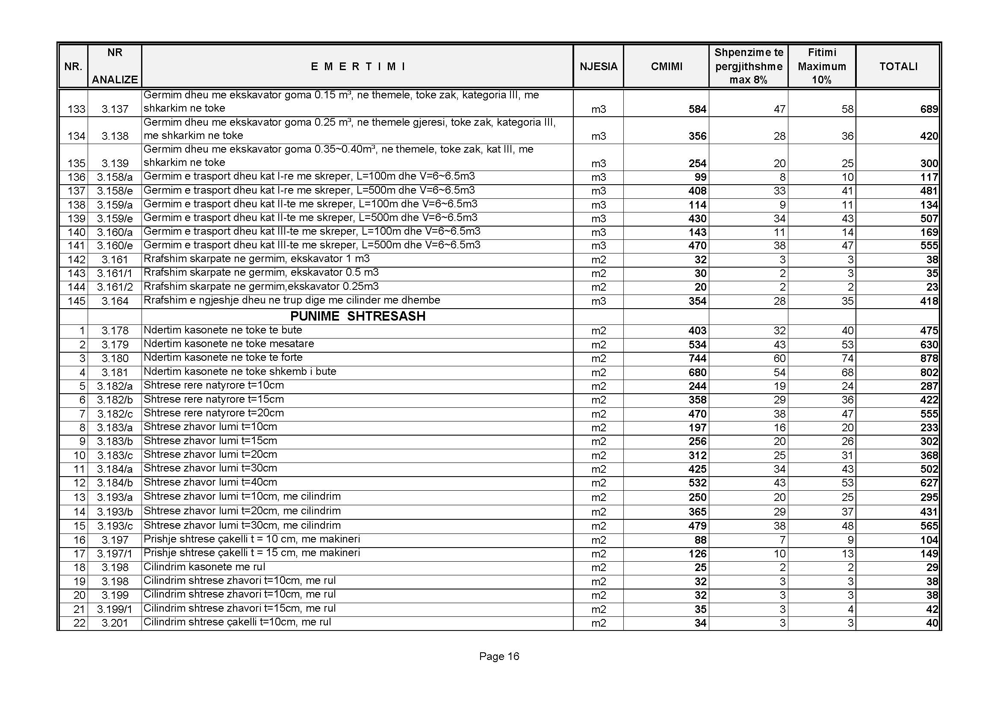 NR. NR ANALIZE E M E R T I M I NJESIA CMIMI Shpenzime te pergjithshme max 8% Fitimi Maximum 10% TOTALI
Germim dheu me ekskavator goma 0.15 m³, ne themele, toke zak, kategoria III, me
133 3.137 shkarkim ne toke m3 584 47 58 689
Germim dheu me ekskavator goma 0.25 m³, ne themele gjeresi, toke zak, kategoria III,
134 3.138 me shkarkim ne toke m3 356 28 36 420
Germim dheu me ekskavator goma 0.35~0.40m³, ne themele, toke zak, kat III, me
135 3.139 shkarkim ne toke m3 254 20 25 300
136 3.158/a Germim e trasport dheu kat I-re me skreper, L=100m dhe V=6~6.5m3 m3 99 8 10 117
137 3.158/e Germim e trasport dheu kat I-re me skreper, L=500m dhe V=6~6.5m3 m3 408 33 41 481
138 3.159/a Germim e trasport dheu kat II-te me skreper, L=100m dhe V=6~6.5m3 m3 114 9 11 134
139 3.159/e Germim e trasport dheu kat II-te me skreper, L=500m dhe V=6~6.5m3 m3 430 34 43 507
140 3.160/a Germim e trasport dheu kat III-te me skreper, L=100m dhe V=6~6.5m3 m3 143 11 14 169
141 3.160/e Germim e trasport dheu kat III-te me skreper, L=500m dhe V=6~6.5m3 m3 470 38 47 555
142 3.161 Rrafshim skarpate ne germim, ekskavator 1 m3 m2 32 3 3 38
143 3.161/1 Rrafshim skarpate ne germim, ekskavator 0.5 m3 m2 30 2 3 35
144 3.161/2 Rrafshim skarpate ne germim,ekskavator 0.25m3 m2 20 2 2 23
145 3.164 Rrafshim e ngjeshje dheu ne trup dige me cilinder me dhembe m3 354 28 35 418
PUNIME SHTRESASH
1 3.178 Ndertim kasonete ne toke te bute m2 403 32 40 475
2 3.179 Ndertim kasonete ne toke mesatare m2 534 43 53 630
3 3.180 Ndertim kasonete ne toke te forte m2 744 60 74 878
4 3.181 Ndertim kasonete ne toke shkemb i bute m2 680 54 68 802
5 3.182/a Shtrese rere natyrore t=10cm m2 244 19 24 287
6 3.182/b Shtrese rere natyrore t=15cm m2 358 29 36 422
7 3.182/c Shtrese rere natyrore t=20cm m2 470 38 47 555
8 3.183/a Shtrese zhavor lumi t=10cm m2 197 16 20 233
9 3.183/b Shtrese zhavor lumi t=15cm m2 256 20 26 302
10 3.183/c Shtrese zhavor lumi t=20cm m2 312 25 31 368
11 3.184/a Shtrese zhavor lumi t=30cm m2 425 34 43 502
12 3.184/b Shtrese zhavor lumi t=40cm m2 532 43 53 627
13 3.193/a Shtrese zhavor lumi t=10cm, me cilindrim m2 250 20 25 295
14 3.193/b Shtrese zhavor lumi t=20cm, me cilindrim m2 365 29 37 431
15 3.193/c Shtrese zhavor lumi t=30cm, me cilindrim m2 479 38 48 565
16 3.197 Prishje shtrese çakelli t = 10 cm, me makineri m2 88 7 9 104
17 3.197/1 Prishje shtrese çakelli t = 15 cm, me makineri m2 126 10 13 149
18 3.198 Cilindrim kasonete me rul m2 25 2 2 29
19 3.198 Cilindrim shtrese zhavori t=10cm, me rul m2 32 3 3 38
20 3.199 Cilindrim shtrese zhavori t=10cm, me rul m2 32 3 3 38
21 3.199/1 Cilindrim shtrese zhavori t=15cm, me rul m2 35 3 4 42
22 3.201 Cilindrim shtrese çakelli t=10cm, me rul m2 34 3 3 40
Page 16